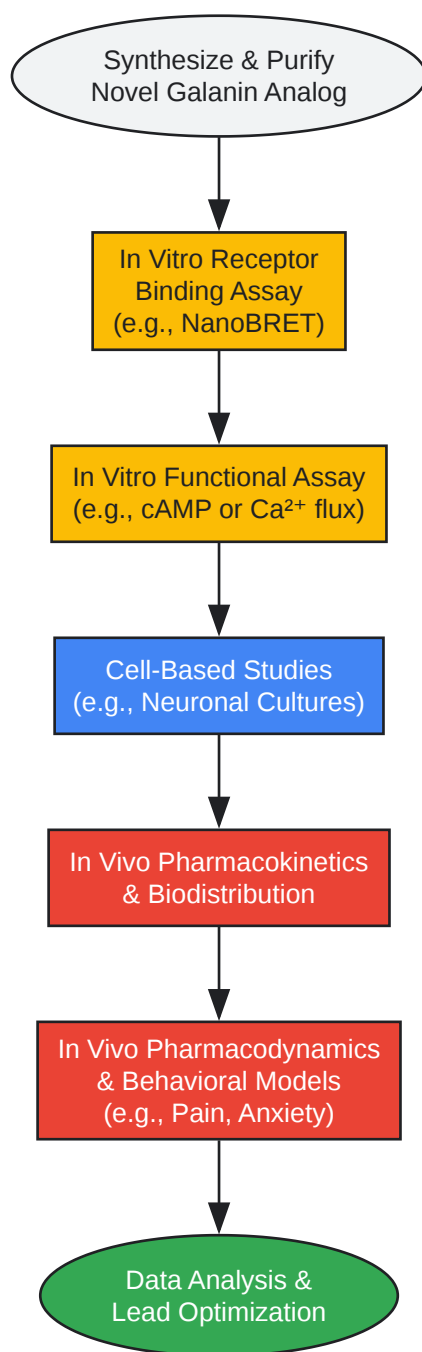 Synthesize & Purify
Novel Galanin Analog
In Vitro Receptor
Binding Assay
(e.g., NanoBRET)
In Vitro Functional Assay
(e.g., cAMP or Ca²⁺ flux)
Cell-Based Studies
(e.g., Neuronal Cultures)
In Vivo Pharmacokinetics
& Biodistribution
In Vivo Pharmacodynamics
& Behavioral Models
(e.g., Pain, Anxiety)
Data Analysis &
Lead Optimization